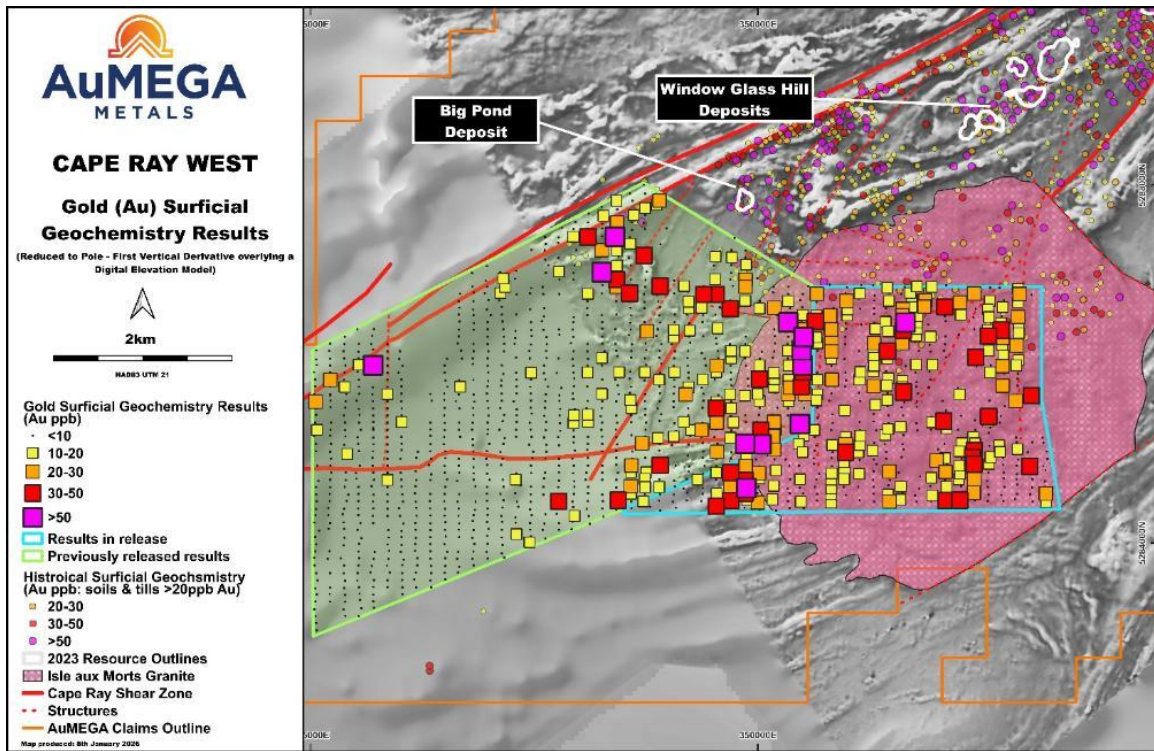 AuMEGA
METALS
CAPE RAY WEST
Gold (Au) Surficial
Geochemistry Results
(Reduced to Pole - First Vertical Derivative overlying a
Digital Elevation Model)
2km
NAD83 UTM 21
Gold Surficial Geochemistry Results
(Au ppb)
<10
10-20
20-30
30-50
>50
Results in release
Previously released results
Histroical Surficial Geochsmistry
(Au ppb: soils & tills >20ppb Au)
20-30
30-50
>50
2023 Resource Outlines
Isle aux Morts Granite
Cape Ray Shear Zone
Structures
AuMEGA Claims Outline
Map produced: 8th January 2026
5000E
350000E
Big Pond
Deposit
Window Glass Hill
Deposits
5284000N
5000E
350000E